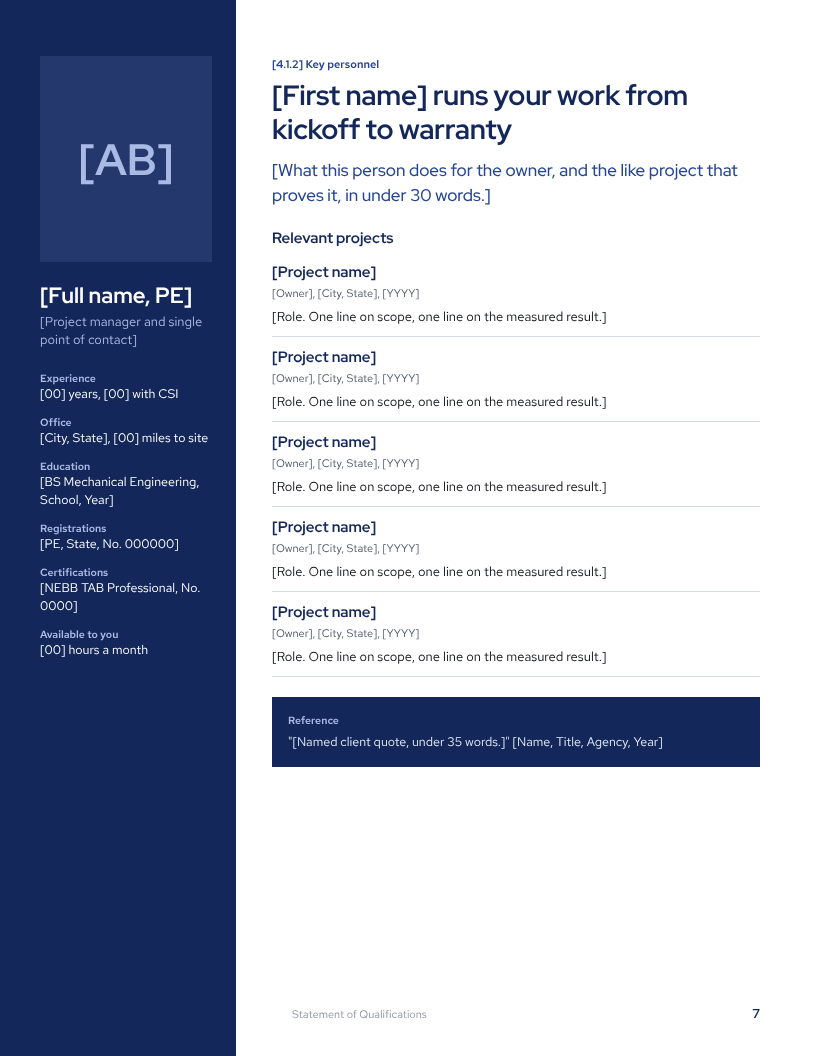 [AB]
[Full name, PE]
[Project manager and single
point of contact]
Experience
[00] years, [00] with CSI
Office
[City, State], [00] miles to site
Education
[BS Mechanical Engineering,
School, Year]
Registrations
[PE, State, No. 000000]
Certifications
[NEBB TAB Professional, No.
0000]
Available to you
[00] hours a month
[4.1.2] Key personnel
[First name] runs your work from
kickoff to warranty
[What this person does for the owner, and the like project that
proves it, in under 30 words.]
Relevant projects
[Project name]
[Owner], [City, State], [YYYY]
[Role. One line on scope, one line on the measured result.]
[Project name]
[Owner], [City, State], [YYYY]
[Role. One line on scope, one line on the measured result.]
[Project name]
[Owner], [City, State], [YYYY]
[Role. One line on scope, one line on the measured result.]
[Project name]
[Owner], [City, State], [YYYY]
[Role. One line on scope, one line on the measured result.]
[Project name]
[Owner], [City, State], [YYYY]
[Role. One line on scope, one line on the measured result.]
Reference
"[Named client quote, under 35 words.]" [Name, Title, Agency, Year]
Statement of Qualifications
7